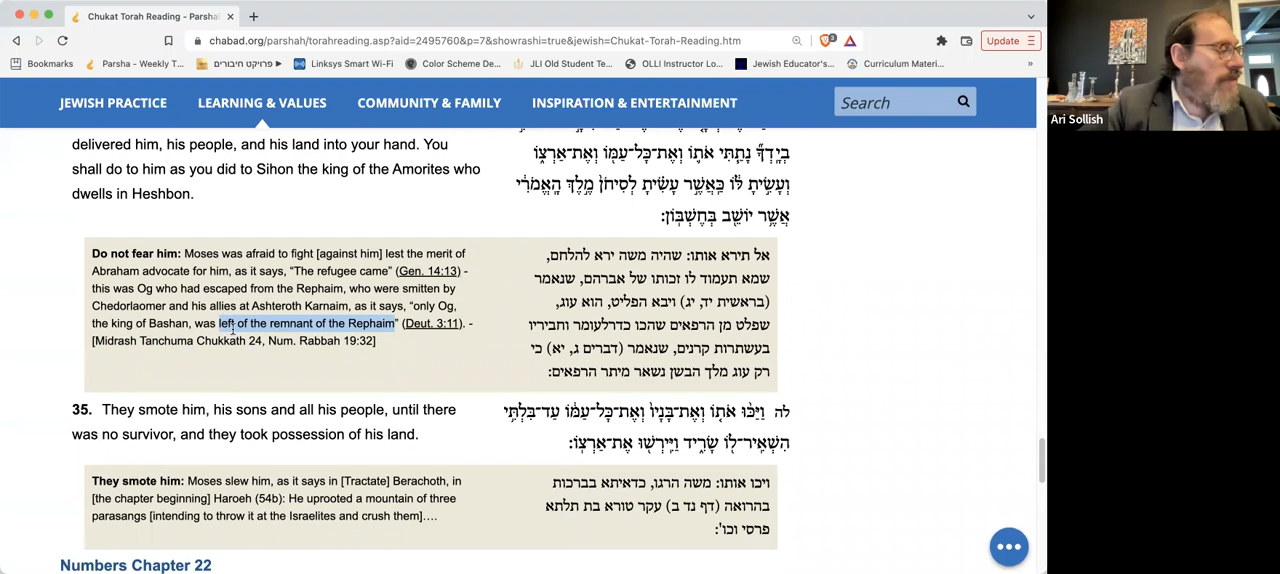 Chukat Torah Reading - Parsha
chabad.org/parshah/torahreading.asp?aid=2495760&p=7&showrashi=true&jewish=Chukat-Torah-Reading.htm
Update
Bookmarks
Parsha - Weekly T...
פרויקט חיבורים
Linksys Smart Wi-Fi
Color Scheme De...
JLI Old Student Te...
OLLI Instructor Lo...
Jewish Educator's...
Curriculum Materi...
»
JEWISH PRACTICE
LEARNING & VALUES
COMMUNITY & FAMILY
INSPIRATION & ENTERTAINMENT
Search
Ari Sollish
delivered him, his people, and his land into your hand. You
shall do to him as you did to Sihon the king of the Amorites who
dwells in Heshbon.
בְיָֽדְךָ֞ נָתַ֧תִּי אֹת֛וֹ וְאֶת־כָּל־עַמּ֖וֹ וְאֶת־אַרְצ֑וֹ
וְעָשִׂ֣יתָ לּ֔וֹ כַּֽאֲשֶׁ֣ר עָשִׂ֗יתָ לְסִיחֹן֙ מֶ֣לֶךְ הָֽאֱמֹרִ֔י
אֲשֶׁ֥ר יוֹשֵׁ֖ב בְּחֶשְׁבּֽוֹן:
Do not fear him: Moses was afraid to fight [against him] lest the merit of
Abraham advocate for him, as it says, “The refugee came” (Gen. 14:13) -
this was Og who had escaped from the Rephaim, who were smitten by
Chedorlaomer and his allies at Ashteroth Karnaim, as it says, “only Og,
the king of Bashan, was left of the remnant of the Rephaim” (Deut. 3:11). -
[Midrash Tanchuma Chukkath 24, Num. Rabbah 19:32]
אל תירא אותו: שהיה משה ירא להלחם,
שמא תעמוד לו זכותו של אברהם, שנאמר
(בראשית יד, יג) ויבא הפליט, הוא עוג,
שפלט מן הרפאים שהכו כדרלעומר וחביריו
בעשתרות קרנים, שנאמר (דברים ג, יא) כי
רק עוג מלך הבשן נשאר מיתר הרפאים:
35. They smote him, his sons and all his people, until there
was no survivor, and they took possession of his land.
לה וַיַּכּ֨וּ אֹת֤וֹ וְאֶת־בָּנָיו֙ וְאֶת־כָּל־עַמּ֔וֹ עַד־בִּלְתִּ֥י
הִשְׁאִֽיר־ל֖וֹ שָׂרִ֑יד וַיִּֽירְשׁ֖וּ אֶת־אַרְצֽוֹ:
They smote him: Moses slew him, as it says in [Tractate] Berachoth, in
[the chapter beginning] Haroeh (54b): He uprooted a mountain of three
parasangs [intending to throw it at the Israelites and crush them]....
ויכו אותו: משה הרגו, כדאיתא בברכות
בהרואה (דף נד ב) עקר טורא בת תלתא
פרסי וכו':
Numbers Chapter 22